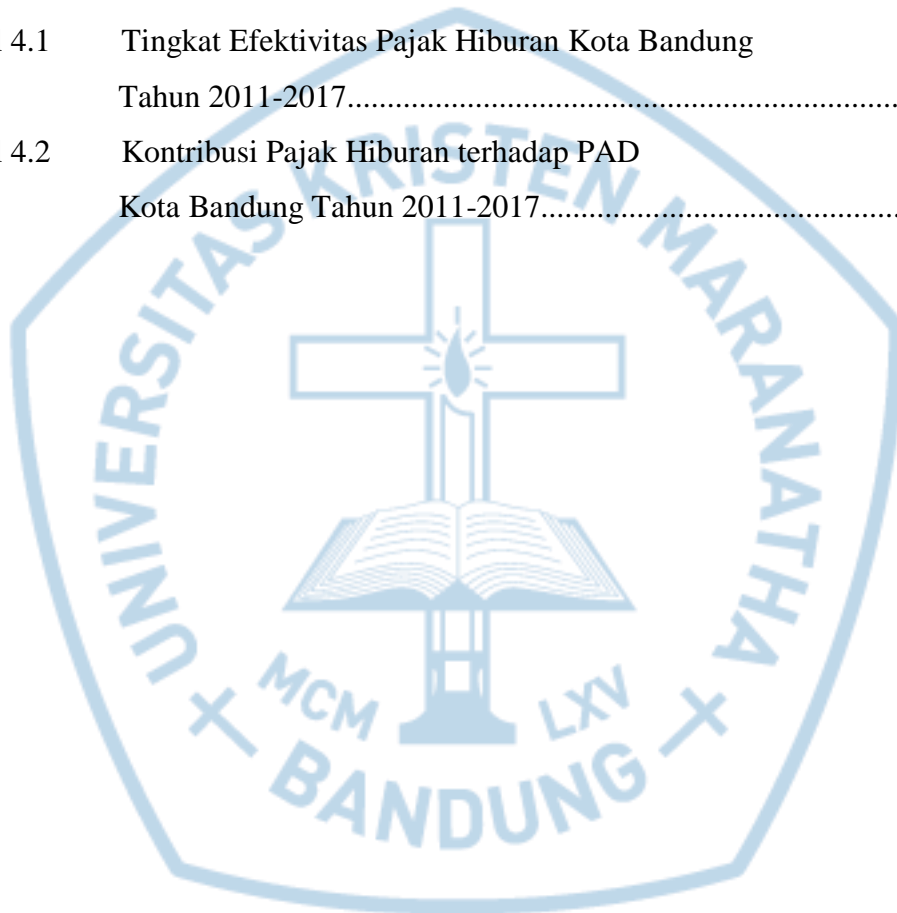 4.1 Tingkat Efektivitas Pajak Hiburan Kota Bandung
Tahun 2011-2017..............................................................................
4.2 Kontribusi Pajak Hiburan terhadap PAD
Kota Bandung Tahun 2011-2017..................................................
UNIVERSITAS KRISTEN MARANATHA
MCM LXV
BANDUNG